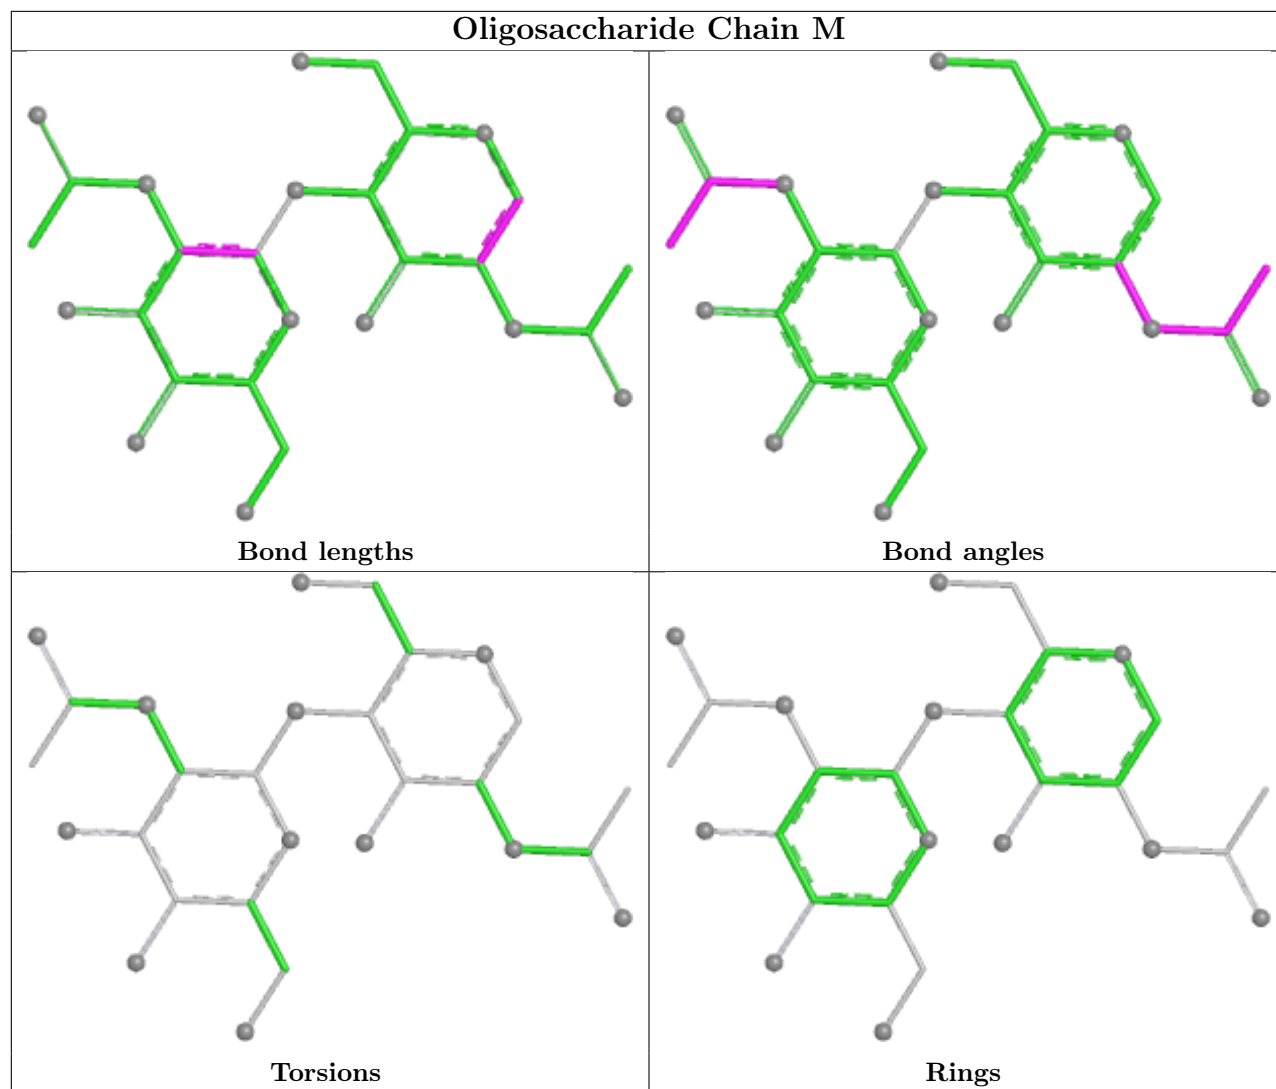 Oligosaccharide Chain M
Bond lengths
Bond angles
Torsions
Rings